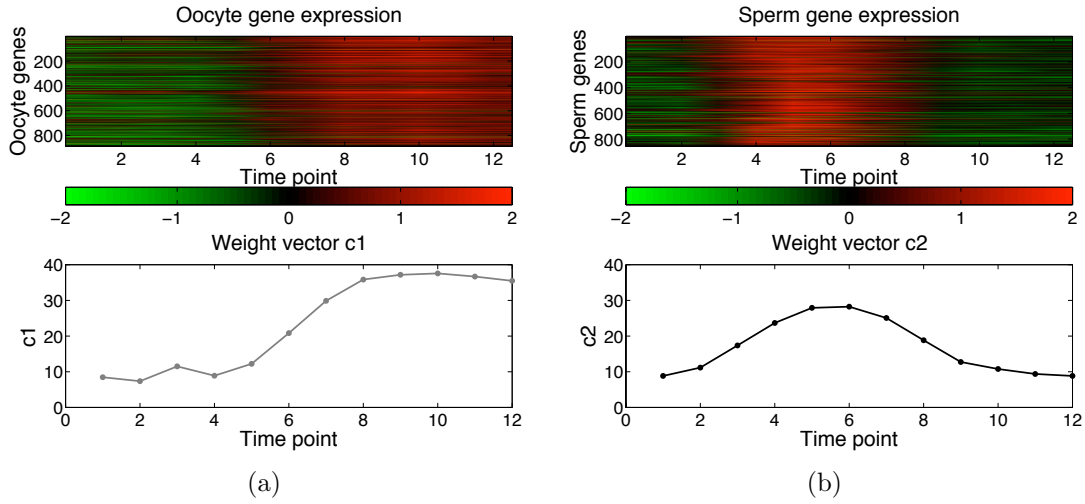 Oocyte gene expression
Oocyte genes
200
400
600
800
2 4 6 8 10 12
Time point
−2 −1 0 1 2
Weight vector c1
c1
40
30
20
10
0
0 2 4 6 8 10 12
Time point
(a)
Sperm gene expression
Sperm genes
200
400
600
800
2 4 6 8 10 12
Time point
−2 −1 0 1 2
Weight vector c2
c2
40
30
20
10
0
0 2 4 6 8 10 12
Time point
(b)